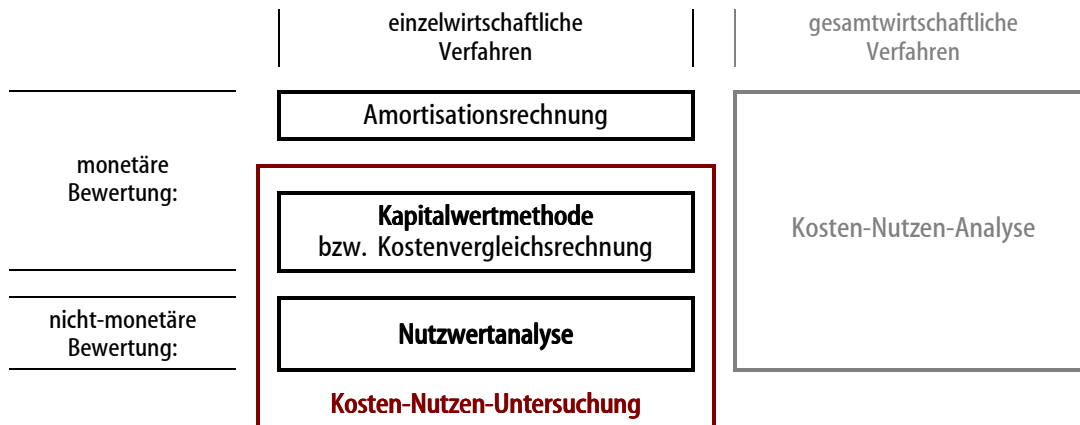 einzelwirtschaftliche
Verfahren
gesamtwirtschaftliche
Verfahren
monetäre
Bewertung:
Amortisationsrechnung
Kapitalwertmethode
bzw. Kostenvergleichsrechnung
Kosten-Nutzen-Analyse
nicht-monetäre
Bewertung:
Nutzwertanalyse
Kosten-Nutzen-Untersuchung